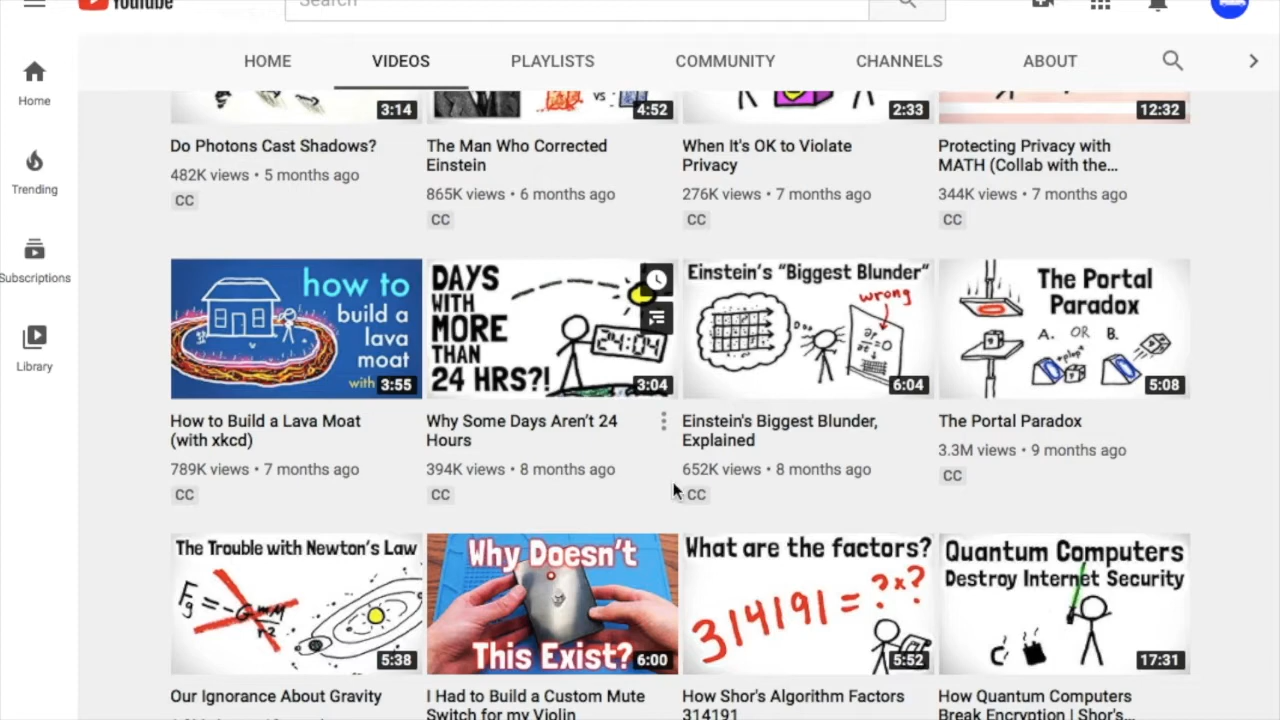 YouTube
Search
HOME VIDEOS PLAYLISTS COMMUNITY CHANNELS ABOUT
Home
Trending
Subscriptions
Library
3:14
VS
4:52
2:33
12:32
Do Photons Cast Shadows?
482K views • 5 months ago
CC
The Man Who Corrected
Einstein
865K views • 6 months ago
CC
When It's OK to Violate
Privacy
276K views • 7 months ago
CC
Protecting Privacy with
MATH (Collab with the...
344K views • 7 months ago
CC
how to
build a
lava
moat
with
3:55
How to Build a Lava Moat
(with xkcd)
789K views • 7 months ago
CC
DAYS
WITH
MORE
THAN
24 HRS?!
24:04
3:04
Why Some Days Aren't 24
Hours
394K views • 8 months ago
CC
Einstein's "Biggest Blunder"
wrong
6:04
Einstein's Biggest Blunder,
Explained
652K views • 8 months ago
CC
The Portal
Paradox
A. OR B.
"plop"
5:08
The Portal Paradox
3.3M views • 9 months ago
CC
The Trouble with Newton's Law
5:38
Our Ignorance About Gravity
Why Doesn't
This Exist?
6:00
I Had to Build a Custom Mute
Switch for my Violin
What are the factors?
314191 = ?x?
5:52
How Shor's Algorithm Factors
314191
Quantum Computers
Destroy Internet Security
17:31
How Quantum Computers
Break Encryption | Shor's...